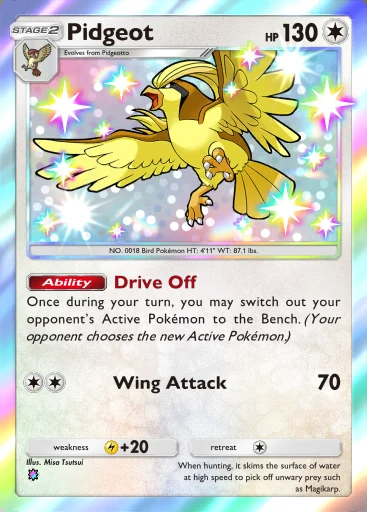 STAGE 2 Pidgeot HP 130
Evolves from Pidgeotto
NO. 0018 Bird Pokémon HT: 4'11" WT: 87.1 lbs.
Ability Drive Off
Once during your turn, you may switch out your
opponent's Active Pokémon to the Bench. (Your
opponent chooses the new Active Pokémon.)
Wing Attack 70
weakness +20 retreat
Illus. Misa Tsutsui
When hunting, it skims the surface of water
at high speed to pick off unwary prey such
as Magikarp.